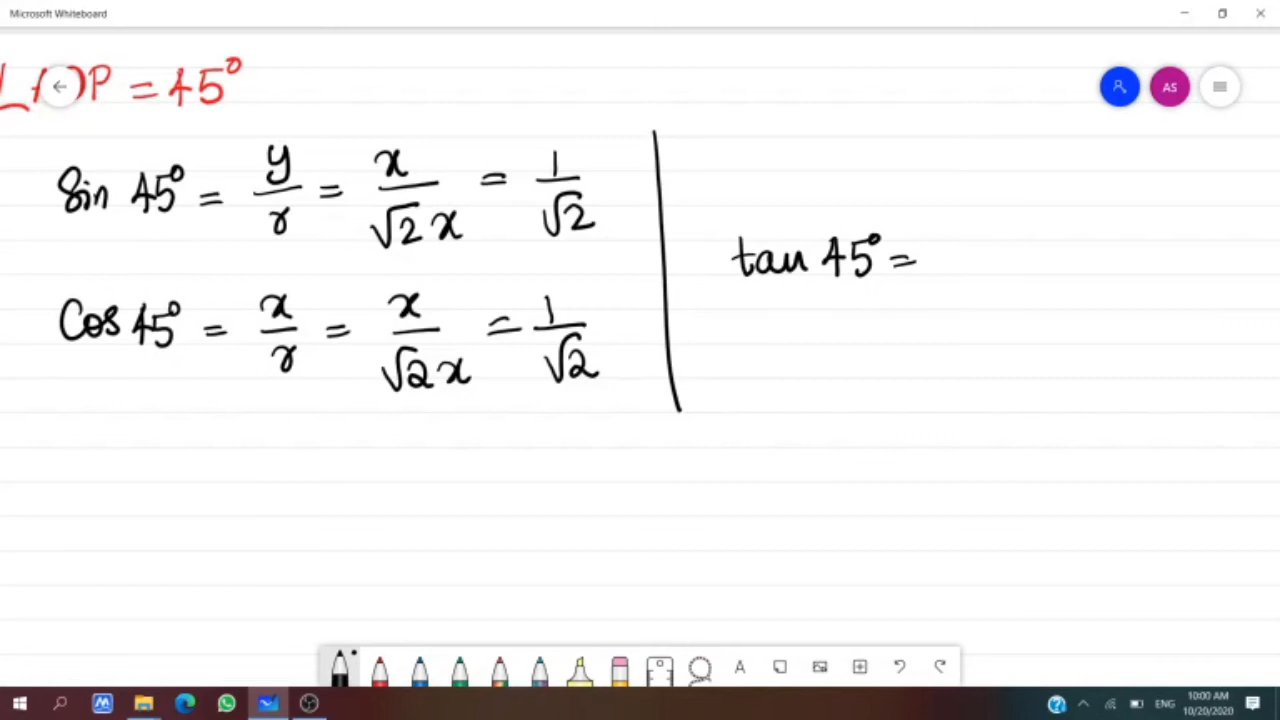 Microsoft Whiteboard
AS
P = 45°
Sin 45° = y/r = x/√2x = 1/√2
Cos 45° = x/r = x/√2x = 1/√2
tan 45° =
A
ENG
10:00 AM
10/20/2020